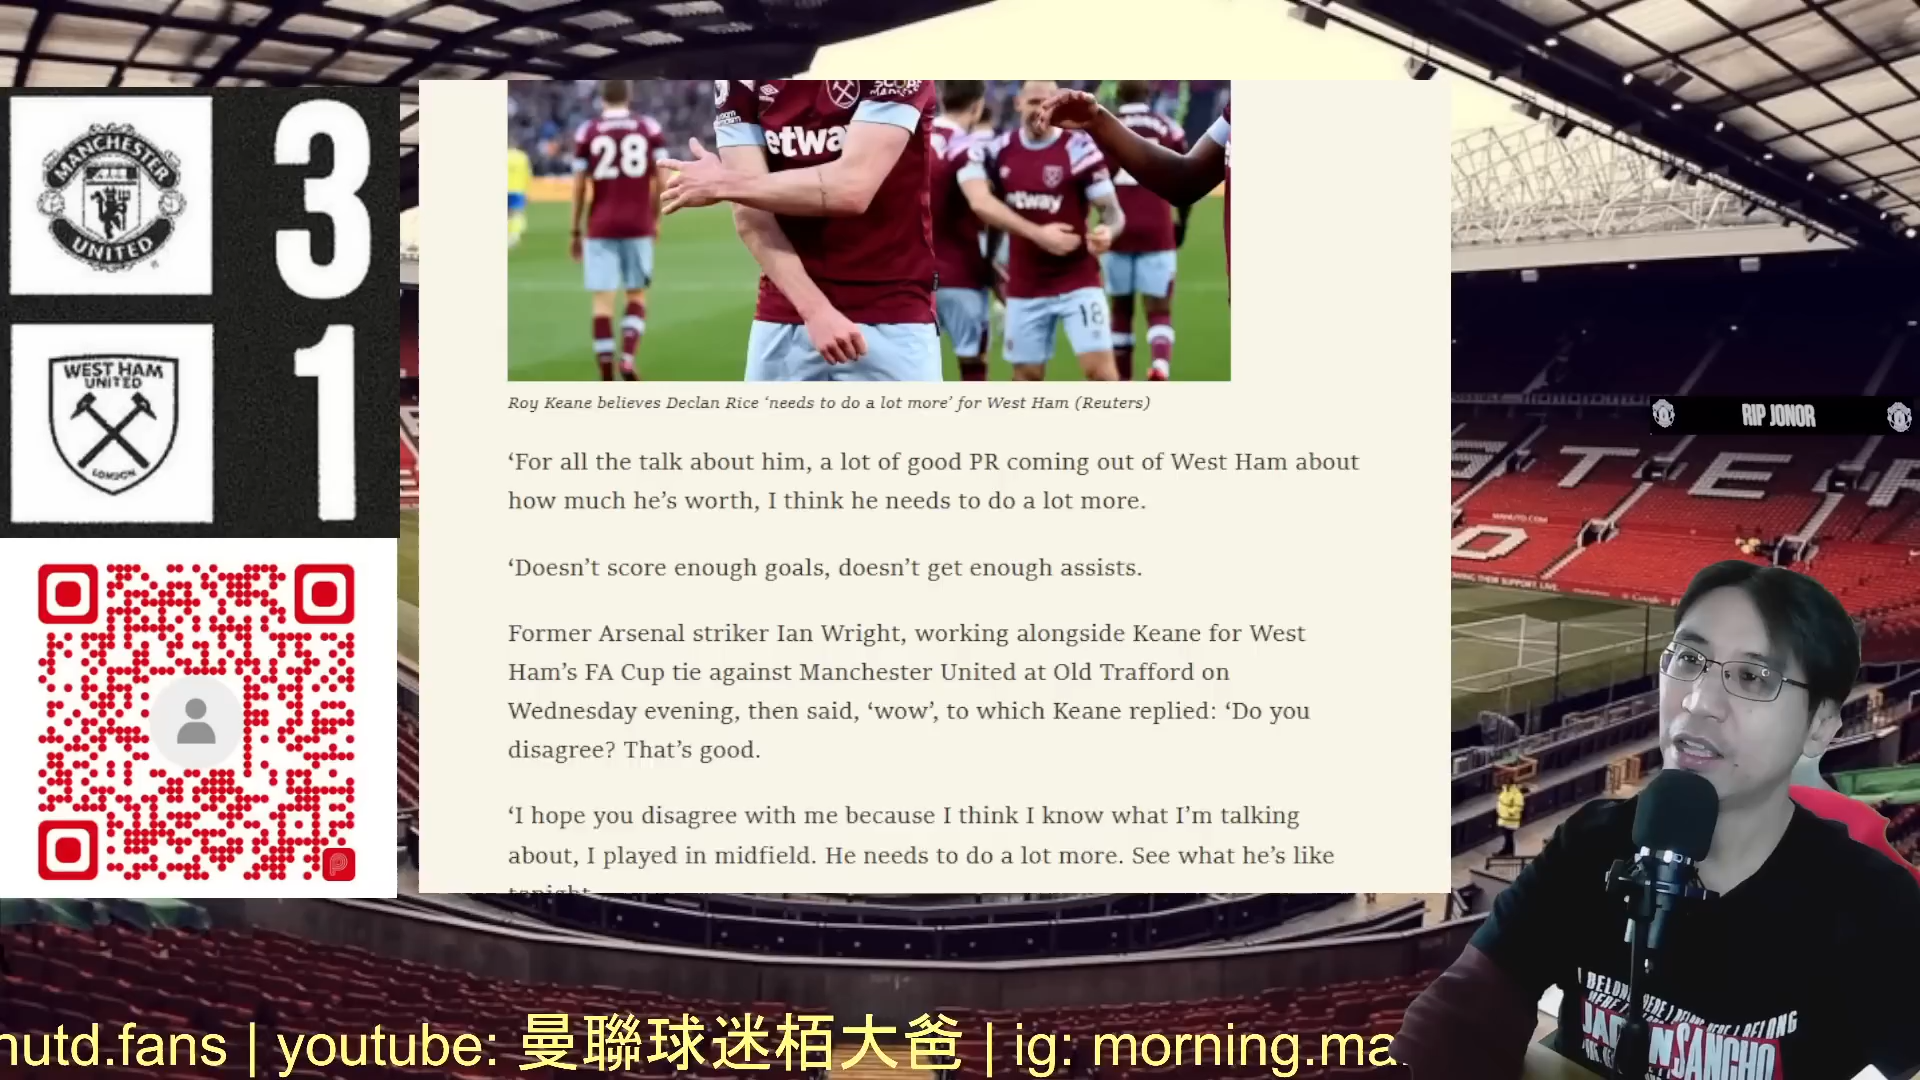 MANCHESTER
UNITED
3
WEST HAM
UNITED
LONDON
1
28
etway
etway
18
Roy Keane believes Declan Rice ‘needs to do a lot more’ for West Ham (Reuters)
‘For all the talk about him, a lot of good PR coming out of West Ham about
how much he’s worth, I think he needs to do a lot more.
‘Doesn’t score enough goals, doesn’t get enough assists.
Former Arsenal striker Ian Wright, working alongside Keane for West
Ham’s FA Cup tie against Manchester United at Old Trafford on
Wednesday evening, then said, ‘wow’, to which Keane replied: ‘Do you
disagree? That’s good.
‘I hope you disagree with me because I think I know what I’m talking
about, I played in midfield. He needs to do a lot more. See what he’s like
tonight
RIP JONOR
STER
O
I BELONG
HERE I BELONG
SANCHO
nutd.fans | youtube: 曼聯球迷栢大爸 | ig: morning.ma